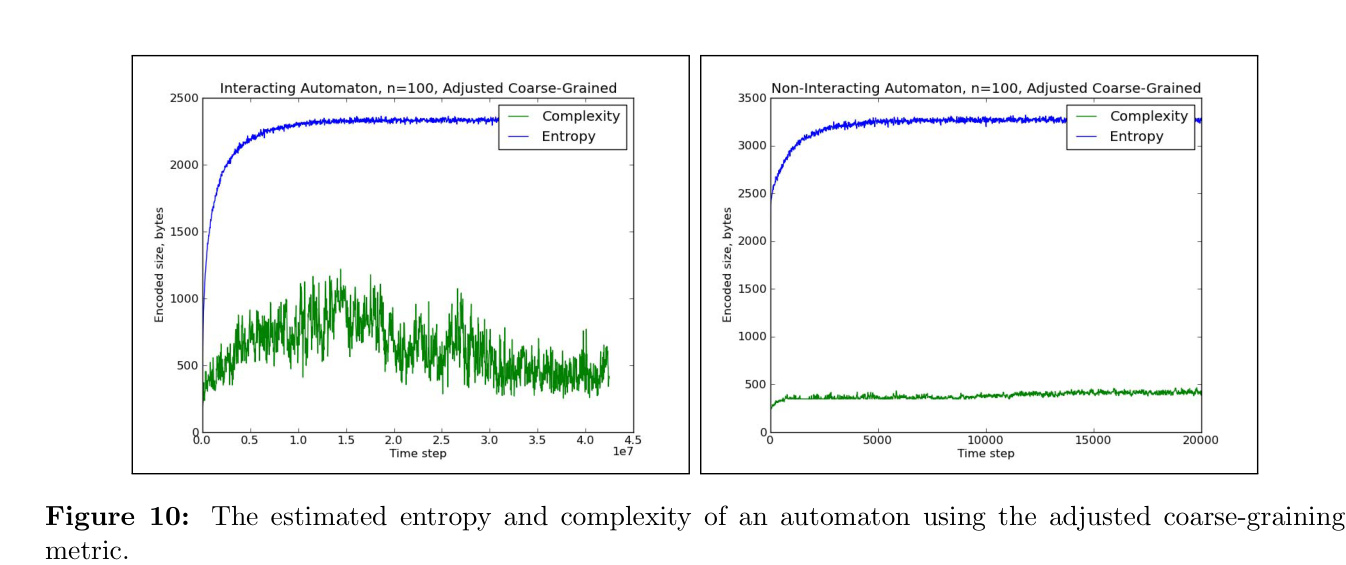 Interacting Automaton, n=100, Adjusted Coarse-Grained
2500
2000
1500
1000
500
0
Encoded size, bytes
Complexity
Entropy
0.0 0.5 1.0 1.5 2.0 2.5 3.0 3.5 4.0 4.5
1e7
Time step
Non-Interacting Automaton, n=100, Adjusted Coarse-Grained
3500
3000
2500
2000
1500
1000
500
0
Encoded size, bytes
Complexity
Entropy
0 5000 10000 15000 20000
Time step
Figure 10: The estimated entropy and complexity of an automaton using the adjusted coarse-graining
metric.